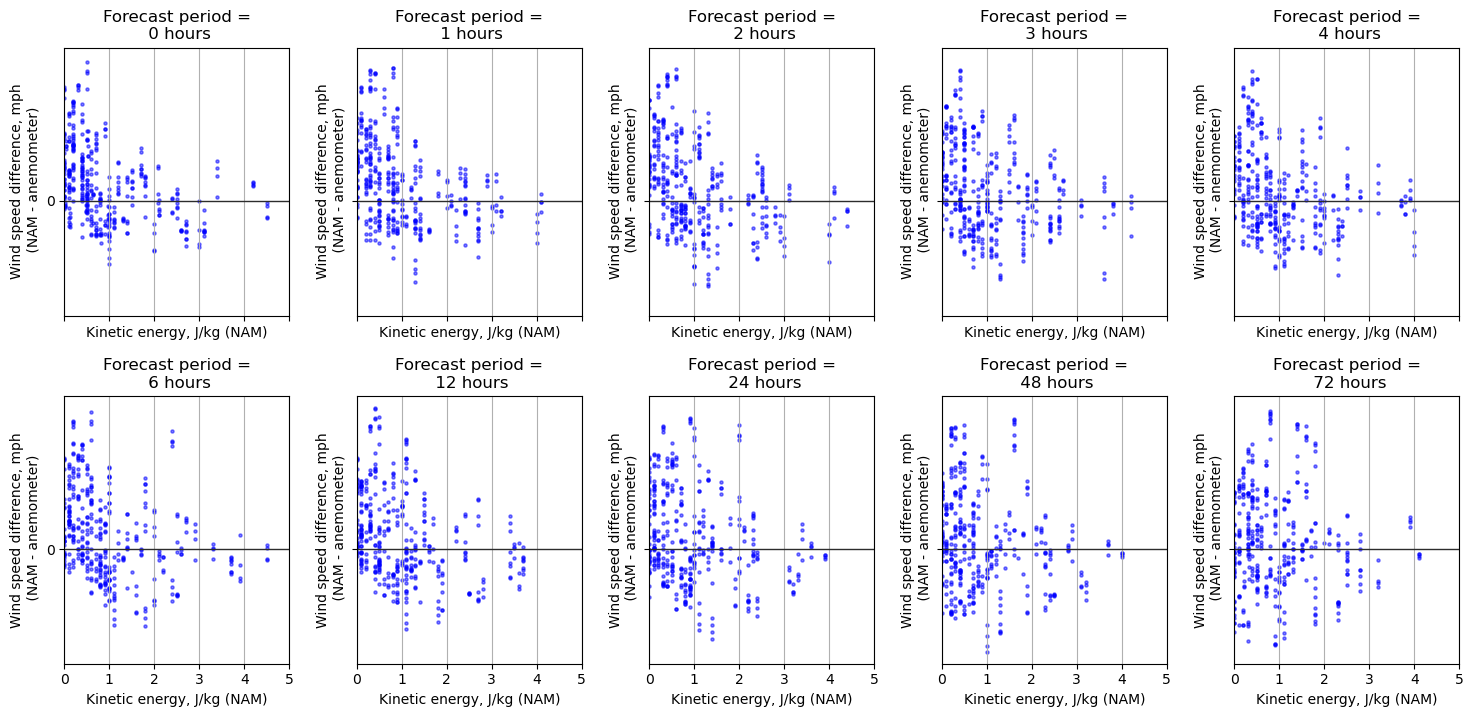 Forecast period =
0 hours
Forecast period =
1 hours
Forecast period =
2 hours
Forecast period =
3 hours
Forecast period =
4 hours
Wind speed difference, mph
(NAM - anemometer)
0
Wind speed difference, mph
(NAM - anemometer)
Wind speed difference, mph
(NAM - anemometer)
Wind speed difference, mph
(NAM - anemometer)
Wind speed difference, mph
(NAM - anemometer)
Kinetic energy, J/kg (NAM)
Kinetic energy, J/kg (NAM)
Kinetic energy, J/kg (NAM)
Kinetic energy, J/kg (NAM)
Kinetic energy, J/kg (NAM)
Forecast period =
6 hours
Forecast period =
12 hours
Forecast period =
24 hours
Forecast period =
48 hours
Forecast period =
72 hours
Wind speed difference, mph
(NAM - anemometer)
0
Wind speed difference, mph
(NAM - anemometer)
Wind speed difference, mph
(NAM - anemometer)
Wind speed difference, mph
(NAM - anemometer)
Wind speed difference, mph
(NAM - anemometer)
0 1 2 3 4 5
0 1 2 3 4 5
0 1 2 3 4 5
0 1 2 3 4 5
0 1 2 3 4 5
Kinetic energy, J/kg (NAM)
Kinetic energy, J/kg (NAM)
Kinetic energy, J/kg (NAM)
Kinetic energy, J/kg (NAM)
Kinetic energy, J/kg (NAM)